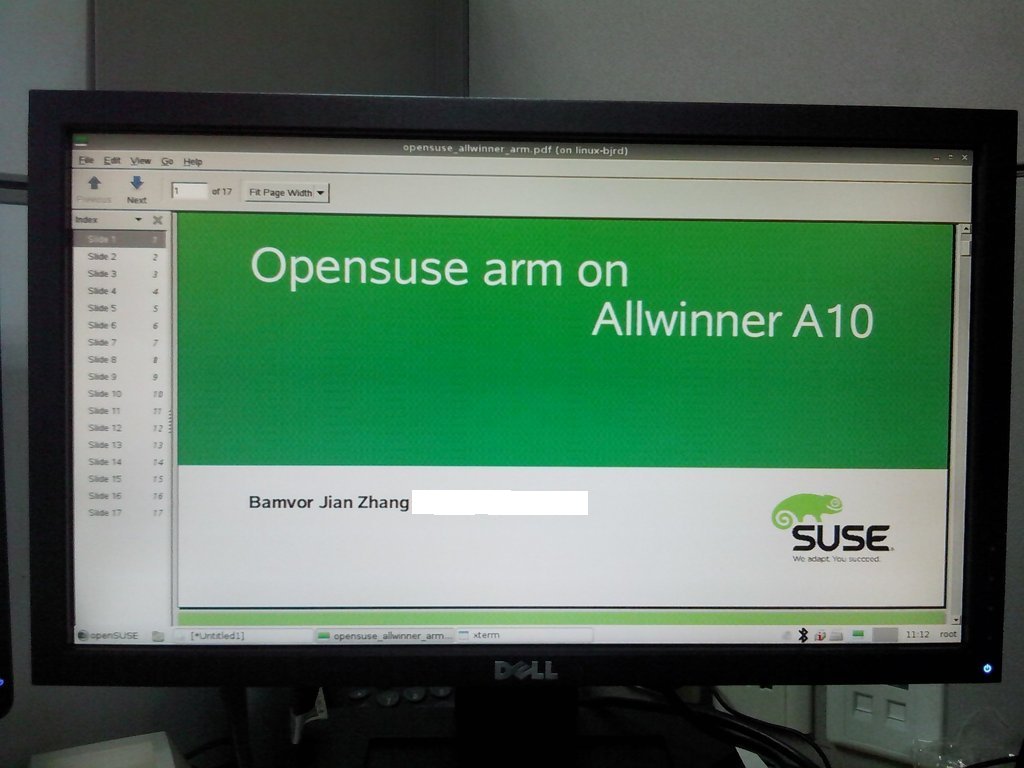 opensuse_allwinner_arm.pdf (on linux-bjrd)
File Edit View Go Help
Previous Next 1 of 17 Fit Page Width
Index
Slide 1 1
Slide 2 2
Slide 3 3
Slide 4 4
Slide 5 5
Slide 6 6
Slide 7 7
Slide 8 8
Slide 9 9
Slide 10 10
Slide 11 11
Slide 12 12
Slide 13 13
Slide 14 14
Slide 15 15
Slide 16 16
Slide 17 17
Opensuse arm on
Allwinner A10
Bamvor Jian Zhang
SUSE
We adapt. You succeed.
openSUSE [*Untitled1] opensuse_allwinner_arm... xterm 11:12 root
DELL